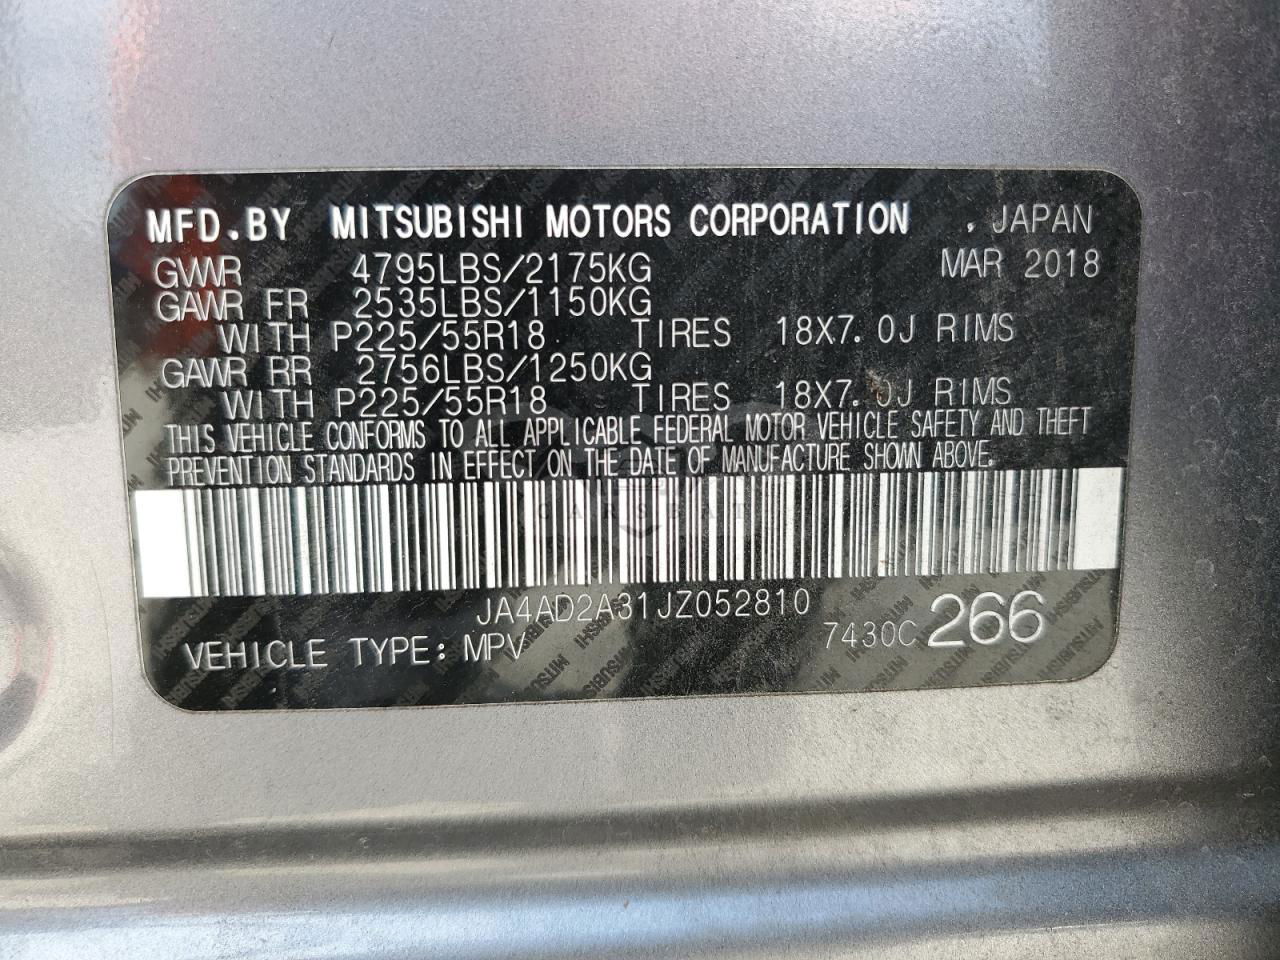 MFD.BY MITSUBISHI MOTORS CORPORATION , JAPAN
GVWR 4795LBS/2175KG MAR 2018
GAWR FR 2535LBS/1150KG
WITH P225/55R18 TIRES 18X7.0J RIMS
GAWR RR 2756LBS/1250KG
WITH P225/55R18 TIRES 18X7.0J RIMS
THIS VEHICLE CONFORMS TO ALL APPLICABLE FEDERAL MOTOR VEHICLE SAFETY AND THEFT
PREVENTION STANDARDS IN EFFECT ON THE DATE OF MANUFACTURE SHOWN ABOVE.
JA4AD2A31JZ052810
VEHICLE TYPE: MPV 7430C 266